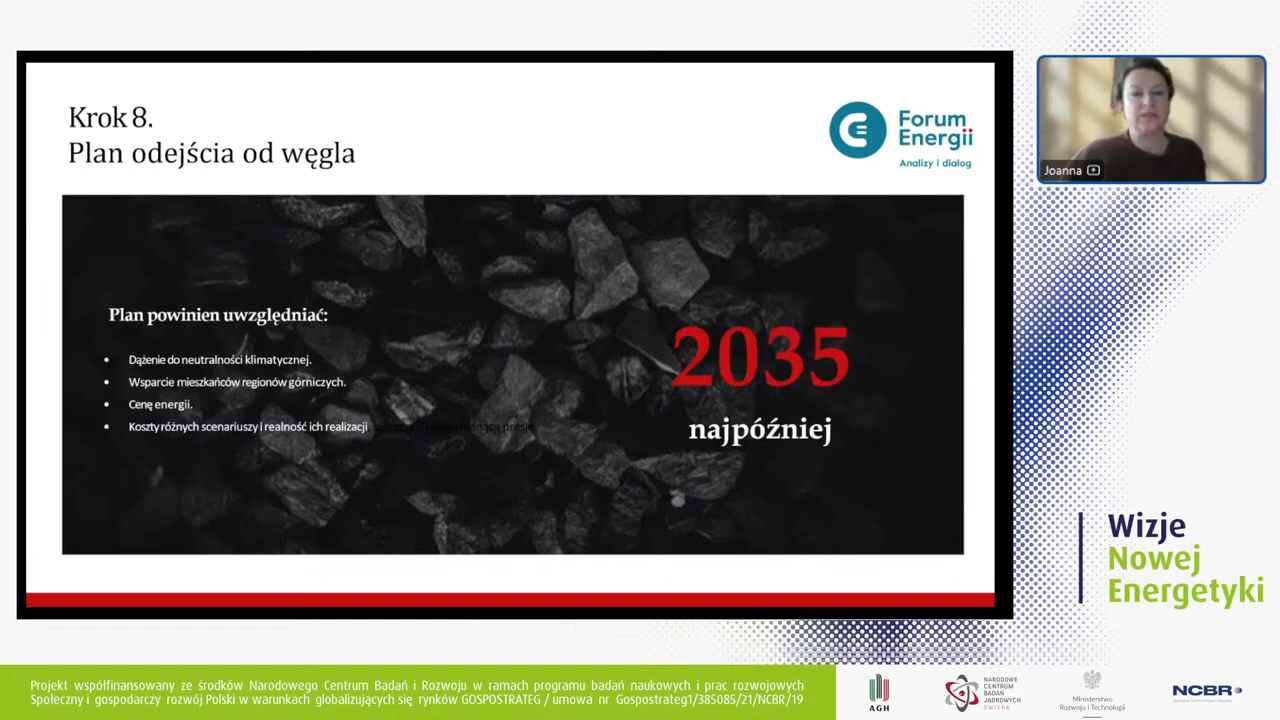 Krok 8.
Plan odejścia od węgla
Forum
Energii
Analizy i dialog
Plan powinien uwzględniać:
• Dążenie do neutralności klimatycznej.
• Wsparcie mieszkańców regionów górniczych.
• Cenę energii.
• Koszty różnych scenariuszy i realność ich realizacji
2035
najpóźniej
Joanna
Wizje
Nowej
Energetyki
Projekt współfinansowany ze środków Narodowego Centrum Badań i Rozwoju w ramach programu badań naukowych i prac rozwojowych
Społeczny i gospodarczy rozwój Polski w warunkach globalizujących się rynków GOSPOSTRATEG / umowa nr Gospostrateg1/385085/21/NCBR/19
AGH
NARODOWE
CENTRUM
BADAŃ
JĄDROWYCH
ŚWIERK
Ministerstwo
Rozwoju i Technologii
NCBR